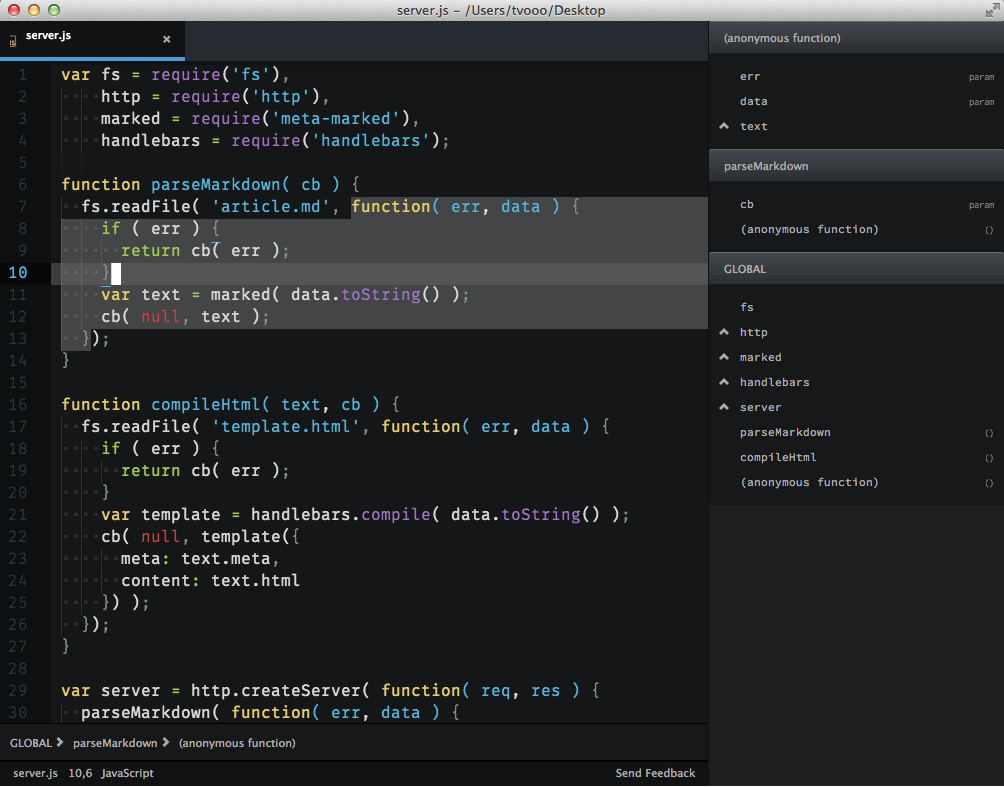 server.js – /Users/tvooo/Desktop
server.js ×
1 var fs = require('fs'),
2 http = require('http'),
3 marked = require('meta-marked'),
4 handlebars = require('handlebars');
5
6 function parseMarkdown( cb ) {
7 fs.readFile( 'article.md', function( err, data ) {
8 if ( err ) {
9 return cb( err );
10 }
11 var text = marked( data.toString() );
12 cb( null, text );
13 });
14 }
15
16 function compileHtml( text, cb ) {
17 fs.readFile( 'template.html', function( err, data ) {
18 if ( err ) {
19 return cb( err );
20 }
21 var template = handlebars.compile( data.toString() );
22 cb( null, template({
23 meta: text.meta,
24 content: text.html
25 }) );
26 });
27 }
28
29 var server = http.createServer( function( req, res ) {
30 parseMarkdown( function( err, data ) {
GLOBAL > parseMarkdown > (anonymous function)
server.js 10,6 JavaScript Send Feedback
(anonymous function)
err param
data param
text
parseMarkdown
cb param
(anonymous function) ()
GLOBAL
fs
http
marked
handlebars
server
parseMarkdown ()
compileHtml ()
(anonymous function) ()